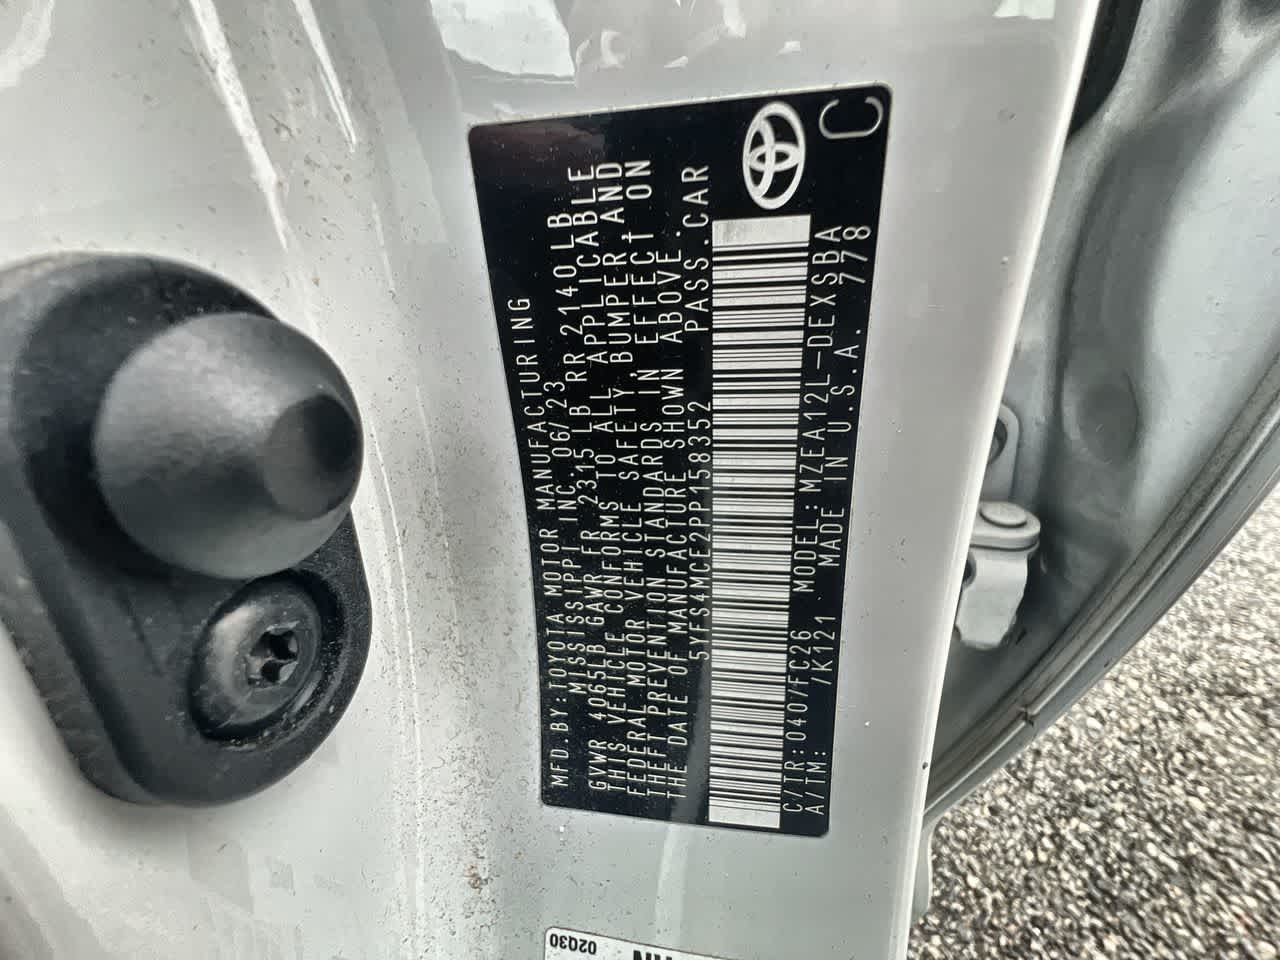 MFD.BY:TOYOTA MOTOR MANUFACTURING
MISSISSIPPI INC.06/23
GVWR 4065LB GAWR FR 2315 LB RR 2140LB
THIS VEHICLE CONFORMS TO ALL APPLICABLE
FEDERAL MOTOR VEHICLE SAFETY,BUMPER,AND
THEFT PREVENTION STANDARDS IN EFFECT ON
THE DATE OF MANUFACTURE SHOWN ABOVE.
5YFS4MCE2PP158352 PASS.CAR
C/TR:040/FC26 MODEL:MZEA12L-DEXSBA
A/TM: /K121 MADE IN U.S.A. 778
C
02Q30